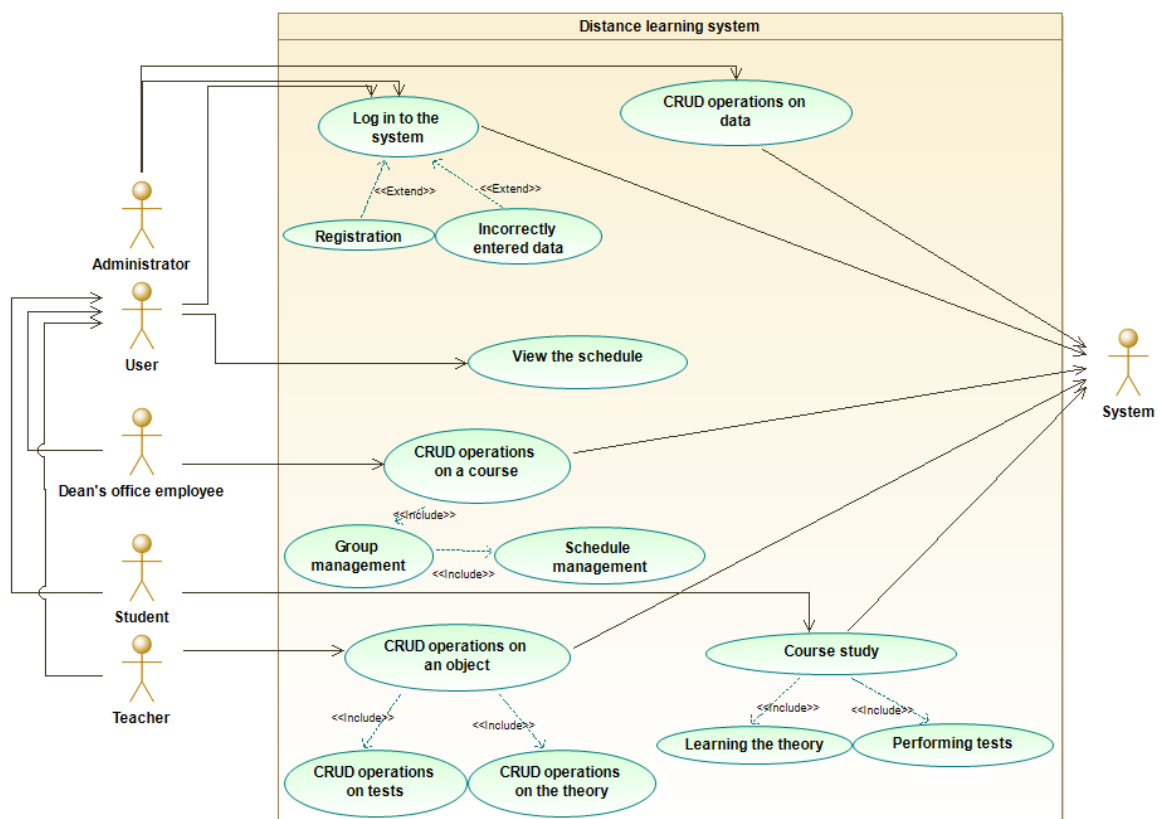 Distance learning system
Log in to the
system
CRUD operations on
data
<<Extend>>
<<Extend>>
Registration
Incorrectly
entered data
Administrator
User
View the schedule
System
Dean's office employee
CRUD operations
on a course
<<Include>>
Group
management
<<Include>>
Schedule
management
Student
Teacher
CRUD operations on
an object
Course study
<<Include>>
<<Include>>
<<Include>>
<<Include>>
Learning the theory
Performing tests
CRUD operations
on tests
CRUD operations
on the theory